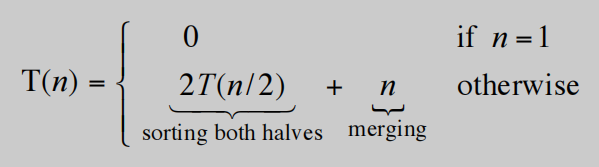 0 if n = 1
T(n) =
2T(n/2) + n otherwise
sorting both halves merging